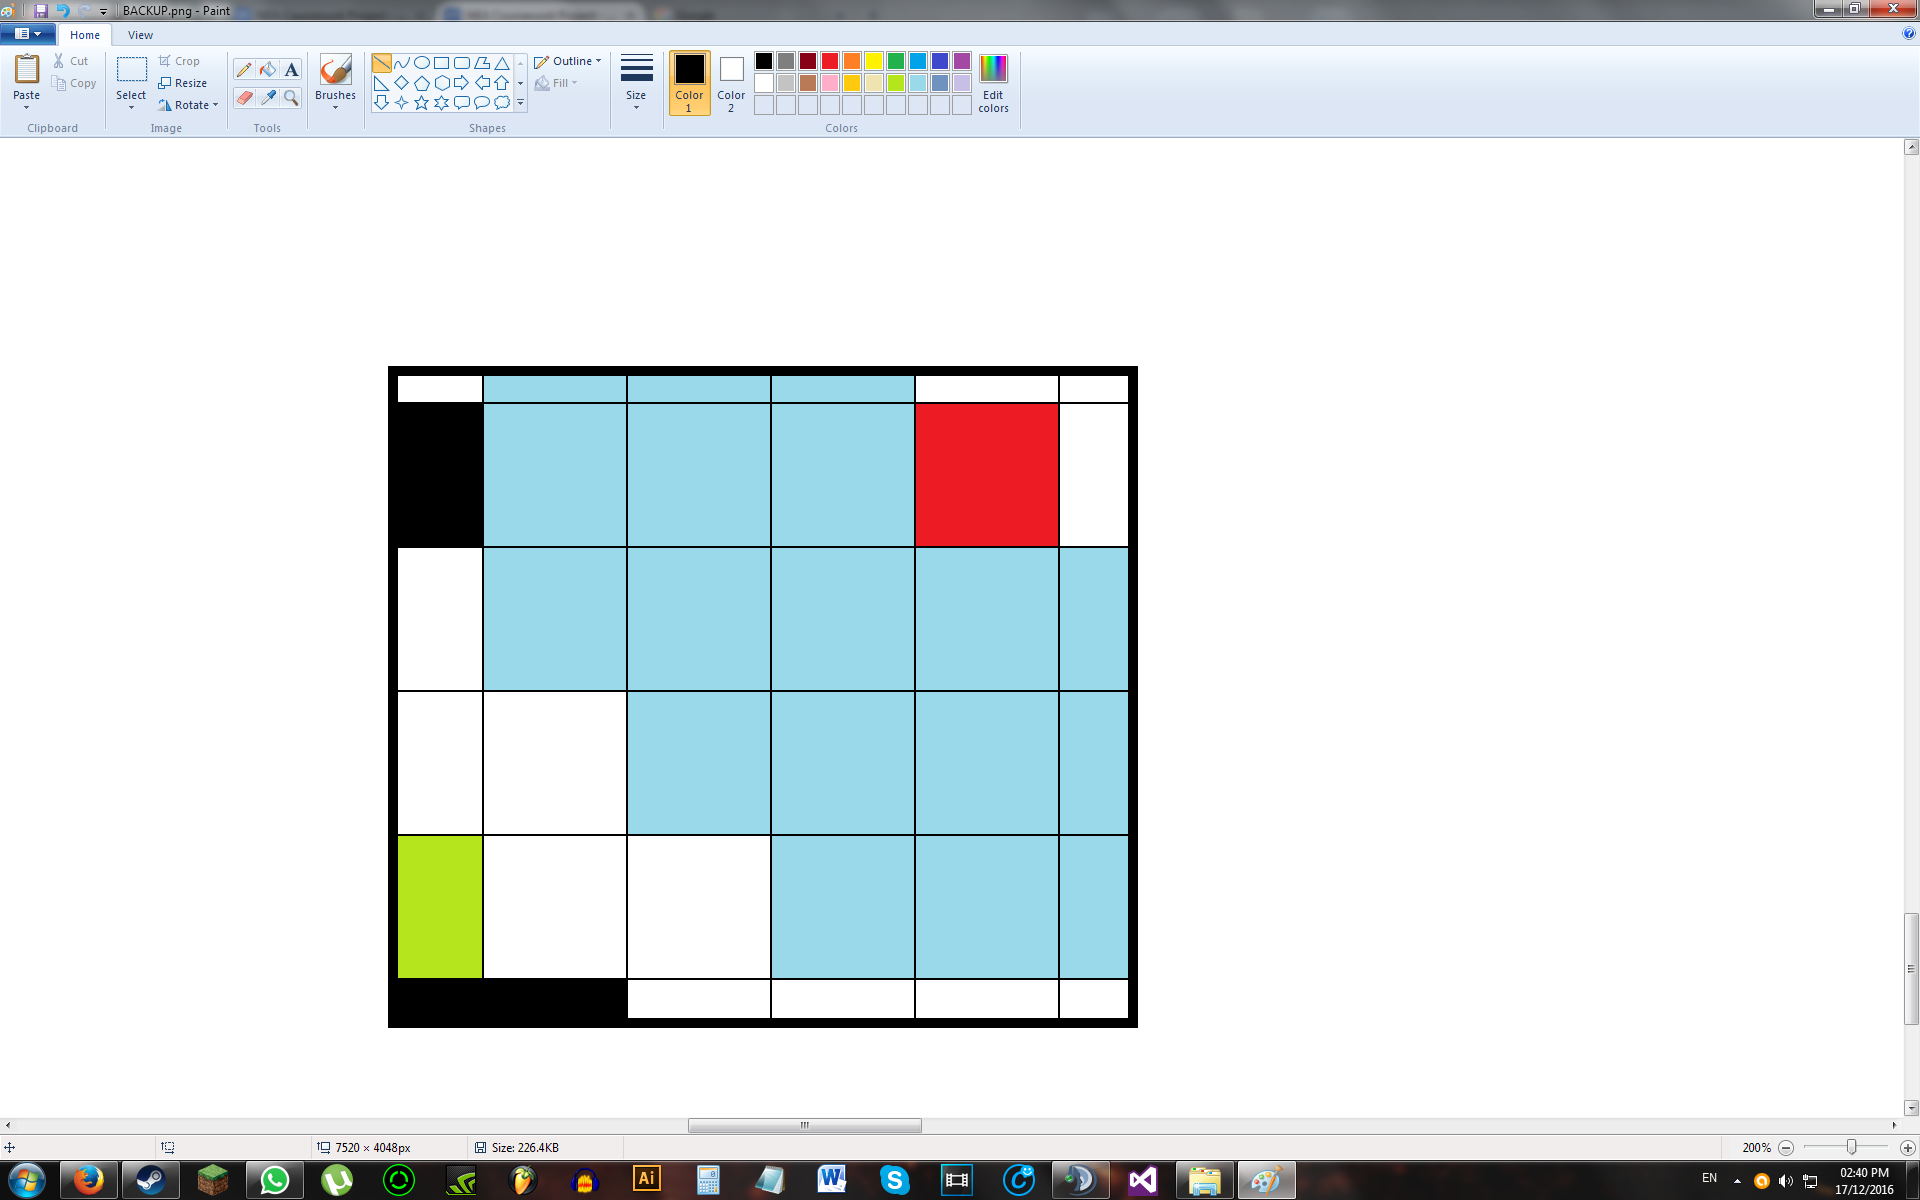 BACKUP.png - Paint
Home View
Paste
Cut
Copy
Clipboard
Select
Crop
Resize
Rotate
Image
A
Tools
Brushes
Outline
Fill
Shapes
Size
Color 1
Color 2
Edit colors
Colors
7520 × 4048px
Size: 226.4KB
200%
Ai
W
S
EN
02:40 PM
17/12/2016